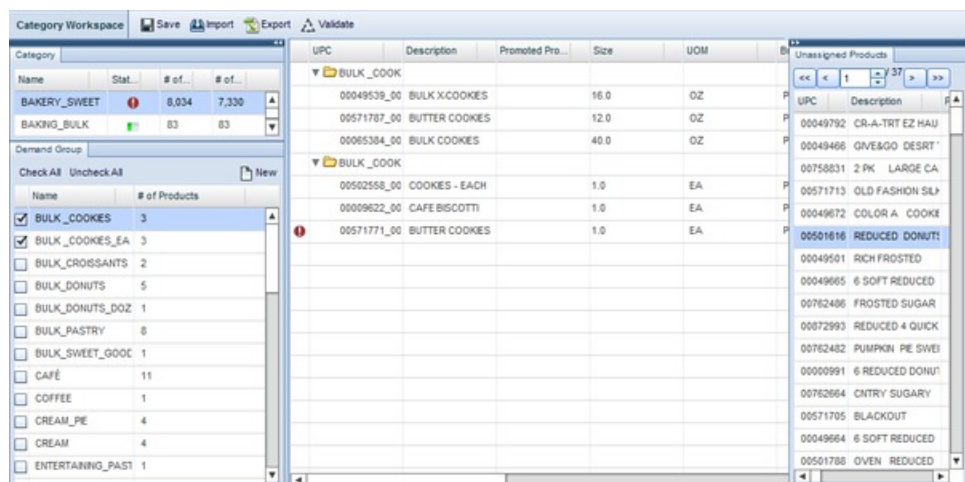 Category Workspace Save Import Export Validate
Category
Name Stat... # of... # of...
BAKERY_SWEET 8,034 7,330
BAKING_BULK 83 83
Demand Group
Check All Uncheck All New
Name # of Products
BULK_COOKIES 3
BULK_COOKIES_EA 3
BULK_CROISSANTS 2
BULK_DONUTS 5
BULK_DONUTS_DOZ 1
BULK_PASTRY 8
BULK_SWEET_GOOD 1
CAFÉ 11
COFFEE 1
CREAM_PIE 4
CREAM 4
ENTERTAINING_PAST 1
UPC Description Promoted Pro... Size UOM
BULK_COOK
00049539_00 BULK X-COOKIES 16.0 OZ P
00571787_00 BUTTER COOKIES 12.0 OZ P
00065384_00 BULK COOKIES 40.0 OZ P
BULK_COOK
00502558_00 COOKIES - EACH 1.0 EA P
00009622_00 CAFE BISCOTTI 1.0 EA P
00571771_00 BUTTER COOKIES 1.0 EA P
Unassigned Products
<< < 1 / 37 > >>
UPC Description
00049792 CR-A-TRT EZ HAU
00049466 GIVE&GO DESRT
00758831 2 PK LARGE CA
00571713 OLD FASHION SILK
00049672 COLOR A COOKIE
00501616 REDUCED DONUTS
00049501 RICH FROSTED
00049665 6 SOFT REDUCED
00762486 FROSTED SUGAR
00872993 REDUCED 4 QUICK
00762482 PUMPKIN PIE SWEE
00000991 6 REDUCED DONUT
00762664 CNTRY SUGARY
00571705 BLACKOUT
00049664 6 SOFT REDUCED
00501788 OVEN REDUCED